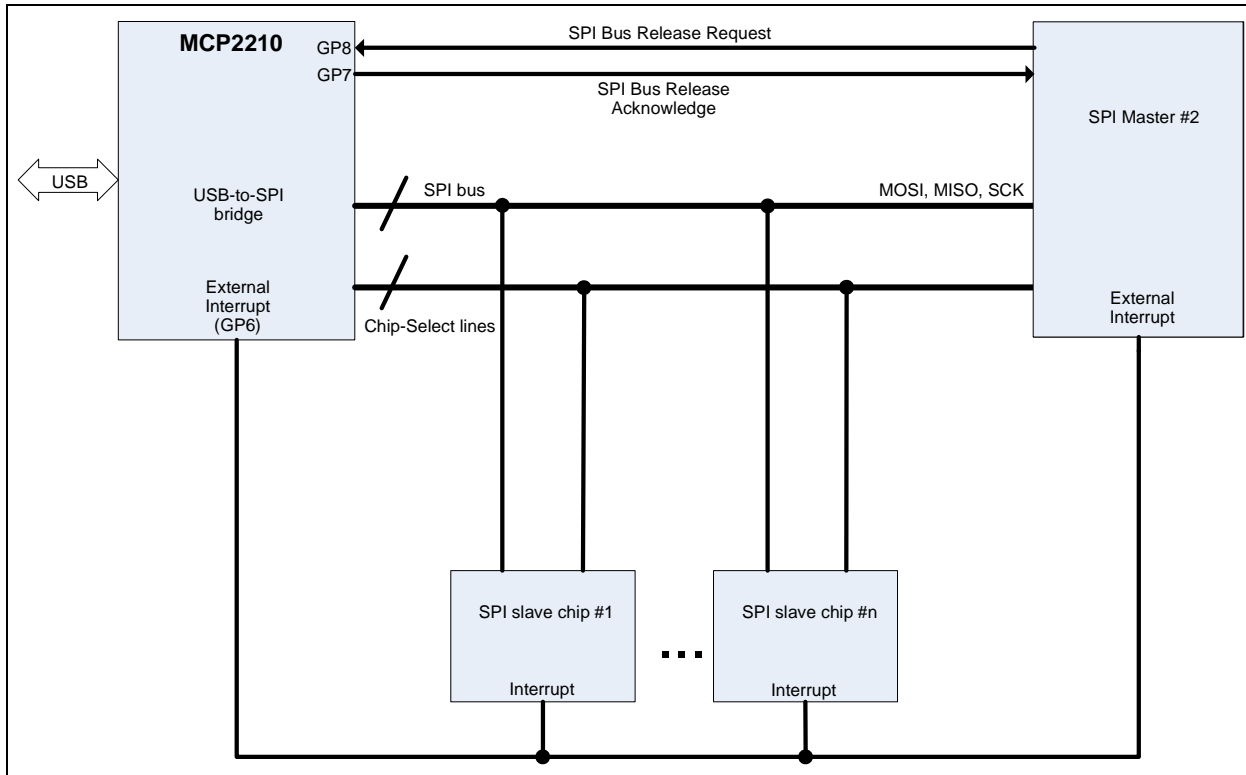 MCP2210
GP8
GP7
SPI Bus Release Request
SPI Bus Release
Acknowledge
SPI Master #2
USB
USB-to-SPI
bridge
SPI bus
MOSI, MISO, SCK
External
Interrupt
(GP6)
Chip-Select lines
External
Interrupt
SPI slave chip #1
SPI slave chip #n
Interrupt
Interrupt